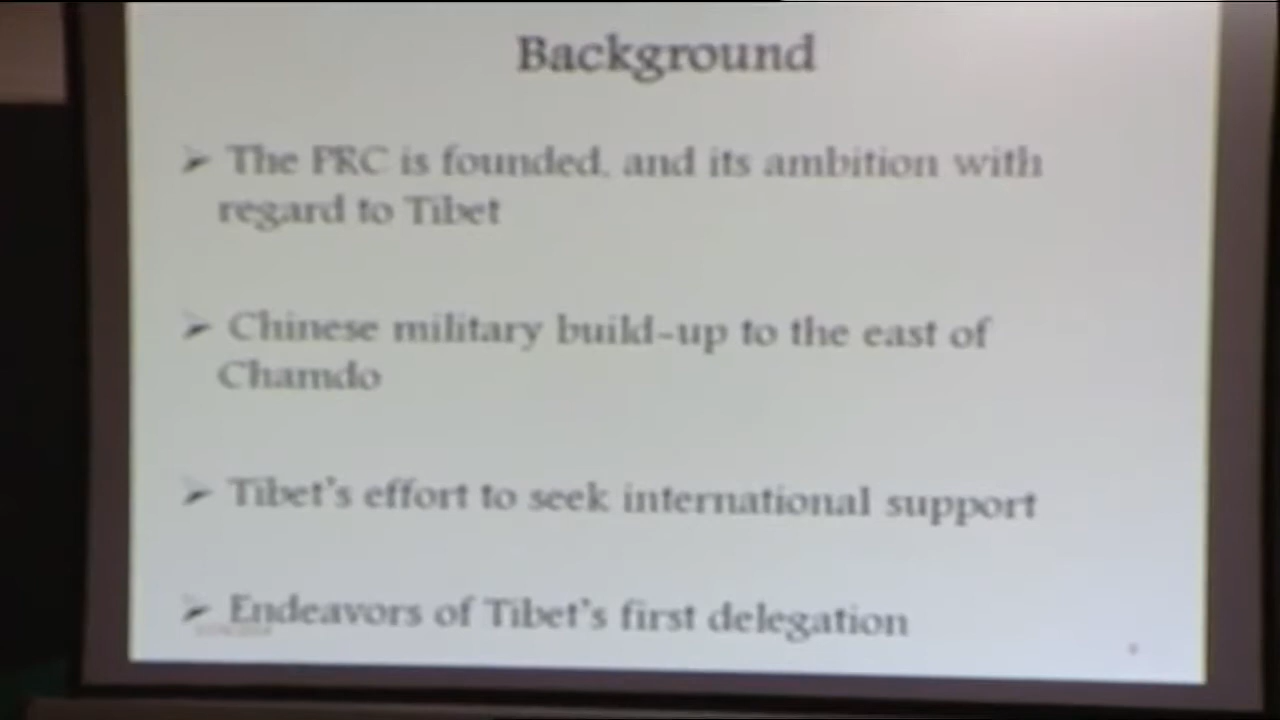 Background
➢ The PRC is founded, and its ambition with
regard to Tibet
➢ Chinese military build-up to the east of
Chamdo
➢ Tibet's effort to seek international support
➢ Endeavors of Tibet's first delegation